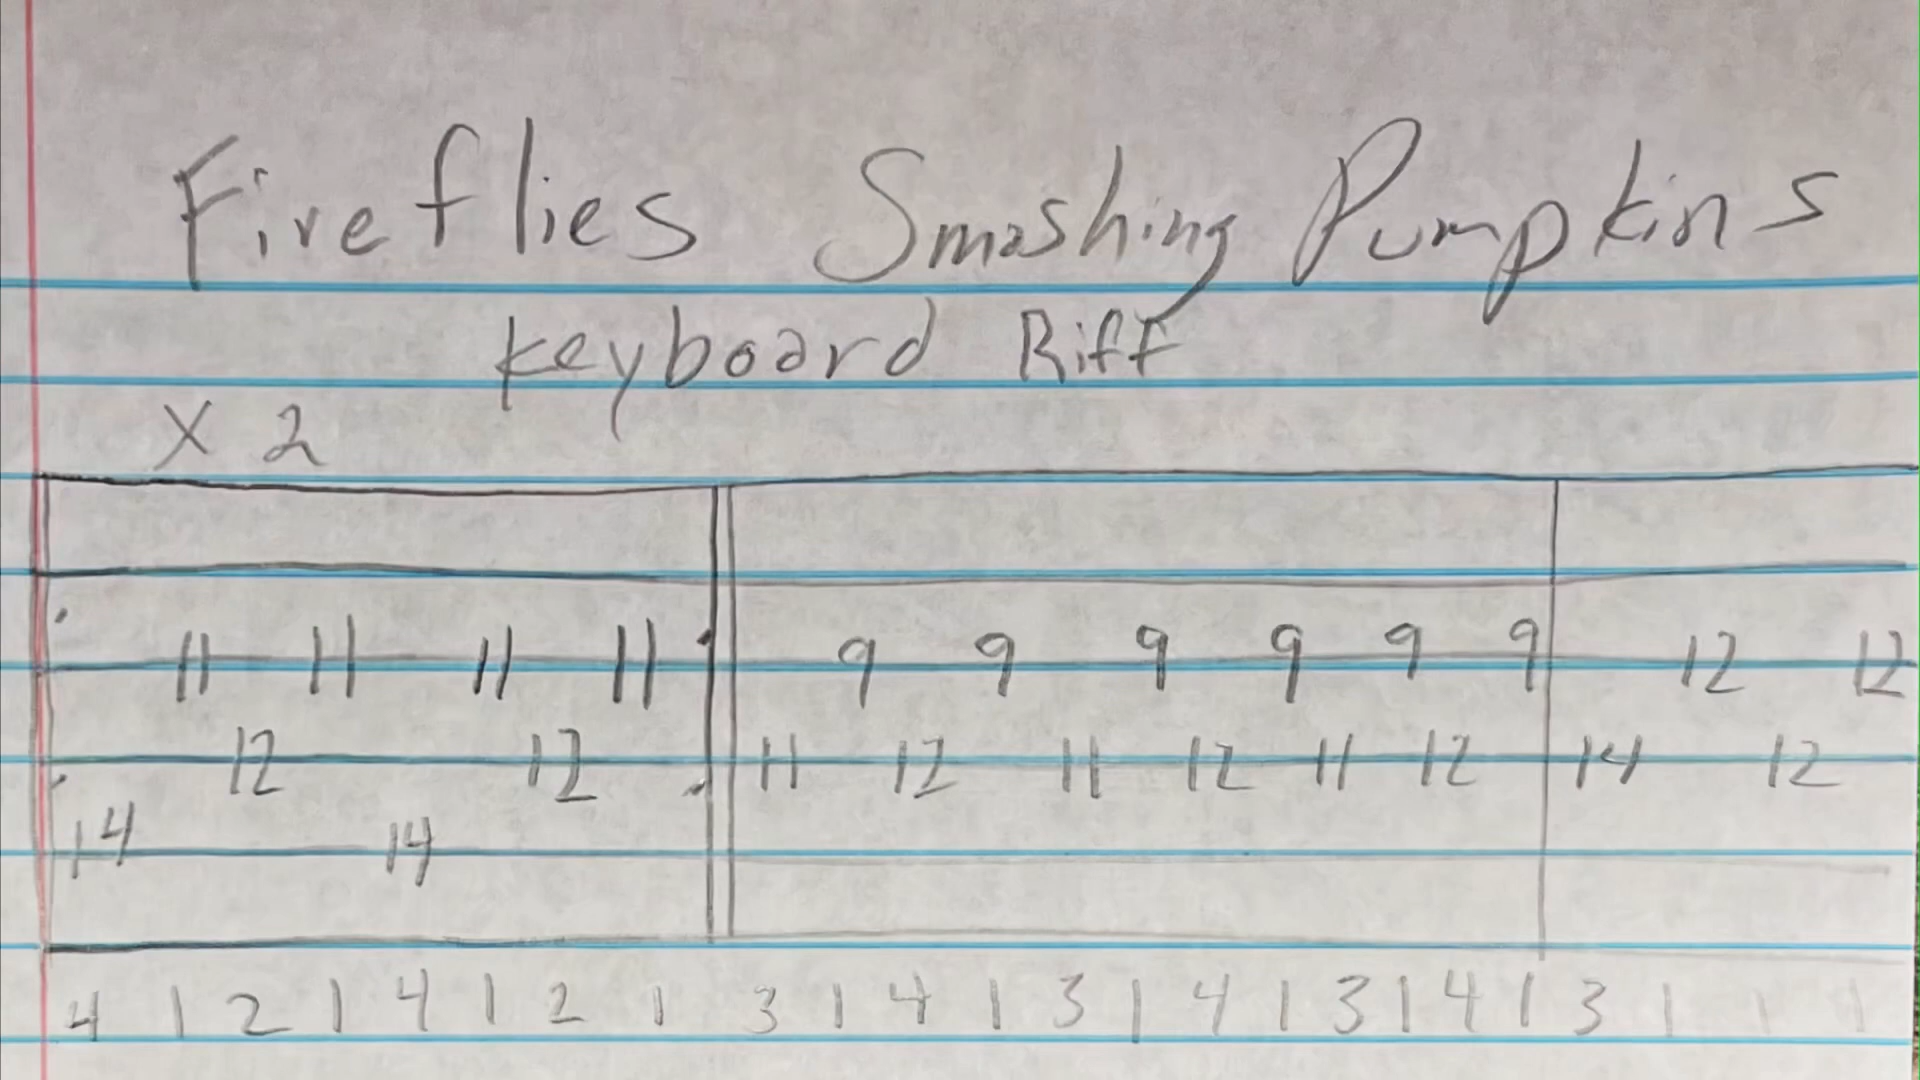 Fireflies Smashing Pumpkins
Keyboard Riff
X 2
11 11 11 11 9 9 9 9 9 9 12 12
12 12 11 12 11 12 11 12 14 12
14 14
4 1 2 1 4 1 2 1 3 1 4 1 3 1 4 1 3 1 4 1 3 1 1 1